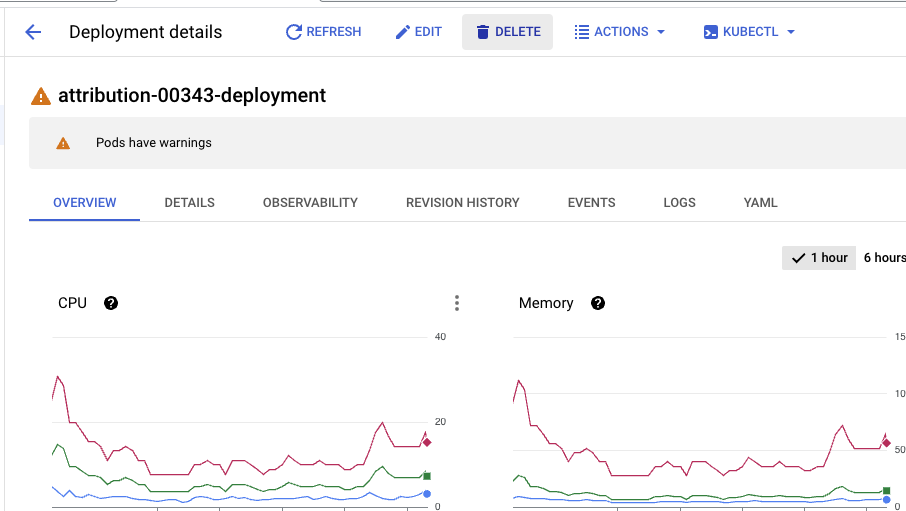 Deployment details
REFRESH
EDIT
DELETE
ACTIONS
KUBECTL
attribution-00343-deployment
Pods have warnings
OVERVIEW
DETAILS
OBSERVABILITY
REVISION HISTORY
EVENTS
LOGS
YAML
1 hour
6 hours
CPU
40
20
0
Memory
15
10
50
0